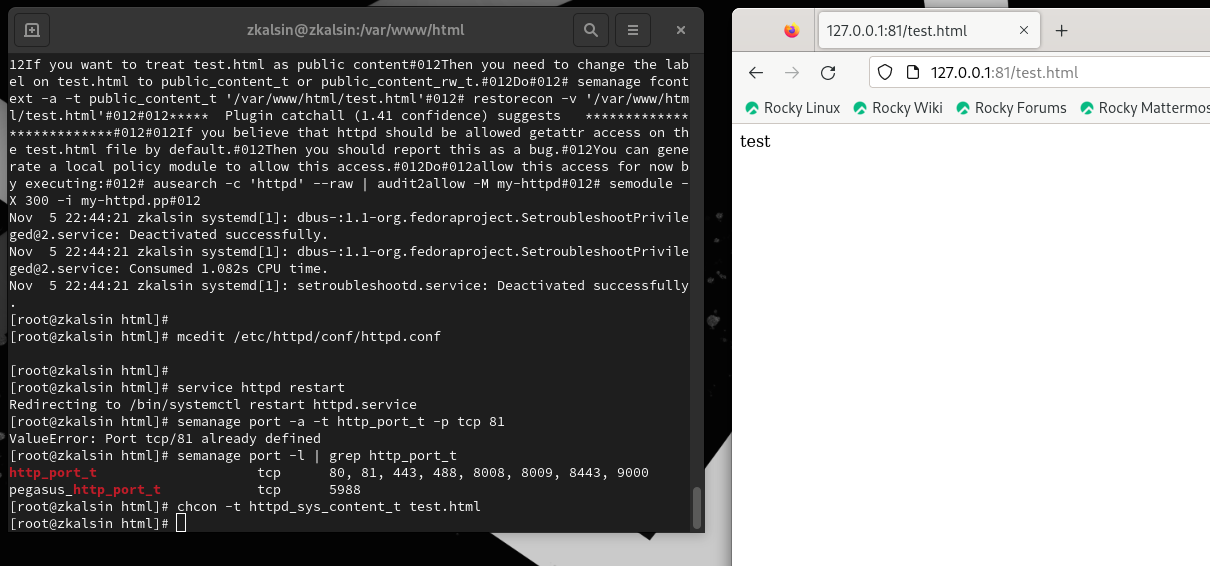 zkalsin@zkalsin:/var/www/html
12If you want to treat test.html as public content#012Then you need to change the lab
el on test.html to public_content_t or public_content_rw_t.#012Do#012# semanage fcont
ext -a -t public_content_t '/var/www/html/test.html'#012# restorecon -v '/var/www/htm
l/test.html'#012#012*****  Plugin catchall (1.41 confidence) suggests   *************
*************#012#012If you believe that httpd should be allowed getattr access on th
e test.html file by default.#012Then you should report this as a bug.#012You can gene
rate a local policy module to allow this access.#012Do#012allow this access for now b
y executing:#012# ausearch -c 'httpd' --raw | audit2allow -M my-httpd#012# semodule -
X 300 -i my-httpd.pp#012
Nov  5 22:44:21 zkalsin systemd[1]: dbus-:1.1-org.fedoraproject.SetroubleshootPrivile
ged@2.service: Deactivated successfully.
Nov  5 22:44:21 zkalsin systemd[1]: dbus-:1.1-org.fedoraproject.SetroubleshootPrivile
ged@2.service: Consumed 1.082s CPU time.
Nov  5 22:44:21 zkalsin systemd[1]: setroubleshootd.service: Deactivated successfully
.
[root@zkalsin html]#
[root@zkalsin html]# mcedit /etc/httpd/conf/httpd.conf
[root@zkalsin html]#
[root@zkalsin html]# service httpd restart
Redirecting to /bin/systemctl restart httpd.service
[root@zkalsin html]# semanage port -a -t http_port_t -p tcp 81
ValueError: Port tcp/81 already defined
[root@zkalsin html]# semanage port -l | grep http_port_t
http_port_t                    tcp      80, 81, 443, 488, 8008, 8009, 8443, 9000
pegasus_http_port_t            tcp      5988
[root@zkalsin html]# chcon -t httpd_sys_content_t test.html
[root@zkalsin html]#
127.0.0.1:81/test.html
127.0.0.1:81/test.html
Rocky Linux Rocky Wiki Rocky Forums Rocky Mattermos
test